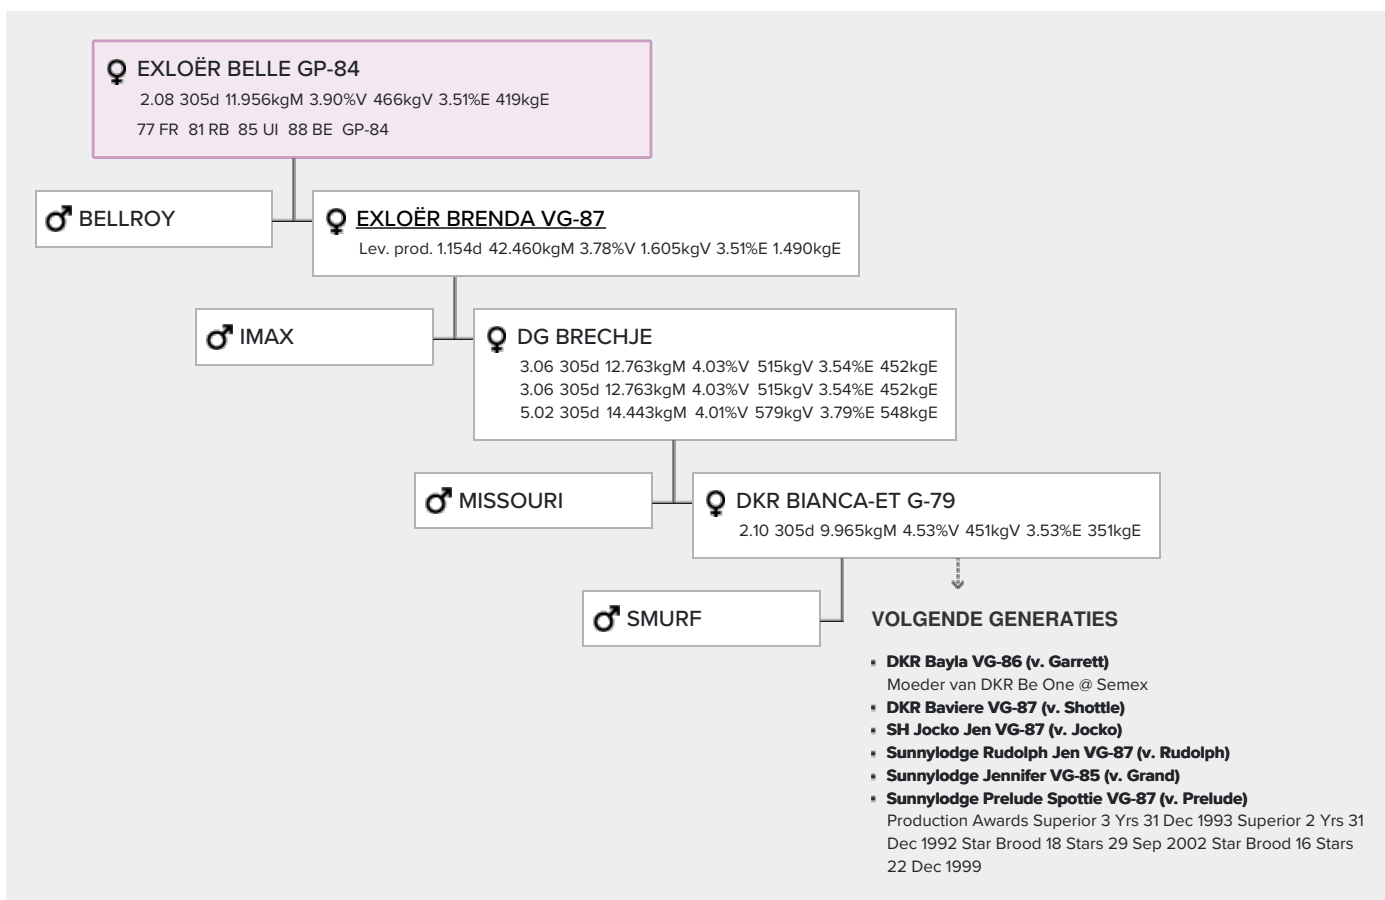 EXLOËR BELLE GP-84
2.08 305d 11.956kgM 3.90%V 466kgV 3.51%E 419kgE
77 FR 81 RB 85 UI 88 BE GP-84
BELLROY
EXLOËR BRENDA VG-87
Lev. prod. 1.154d 42.460kgM 3.78%V 1.605kgV 3.51%E 1.490kgE
IMAX
DG BRECHJE
3.06 305d 12.763kgM 4.03%V 515kgV 3.54%E 452kgE
3.06 305d 12.763kgM 4.03%V 515kgV 3.54%E 452kgE
5.02 305d 14.443kgM 4.01%V 579kgV 3.79%E 548kgE
MISSOURI
DKR BIANCA-ET G-79
2.10 305d 9.965kgM 4.53%V 451kgV 3.53%E 351kgE
SMURF
VOLGENDE GENERATIES
DKR Bayla VG-86 (v. Garrett)
Moeder van DKR Be One @ Semex
DKR Baviere VG-87 (v. Shottle)
SH Jocko Jen VG-87 (v. Jocko)
Sunnylodge Rudolph Jen VG-87 (v. Rudolph)
Sunnylodge Jennifer VG-85 (v. Grand)
Sunnylodge Prelude Spottie VG-87 (v. Prelude)
Production Awards Superior 3 Yrs 31 Dec 1993 Superior 2 Yrs 31
Dec 1992 Star Brood 18 Stars 29 Sep 2002 Star Brood 16 Stars
22 Dec 1999